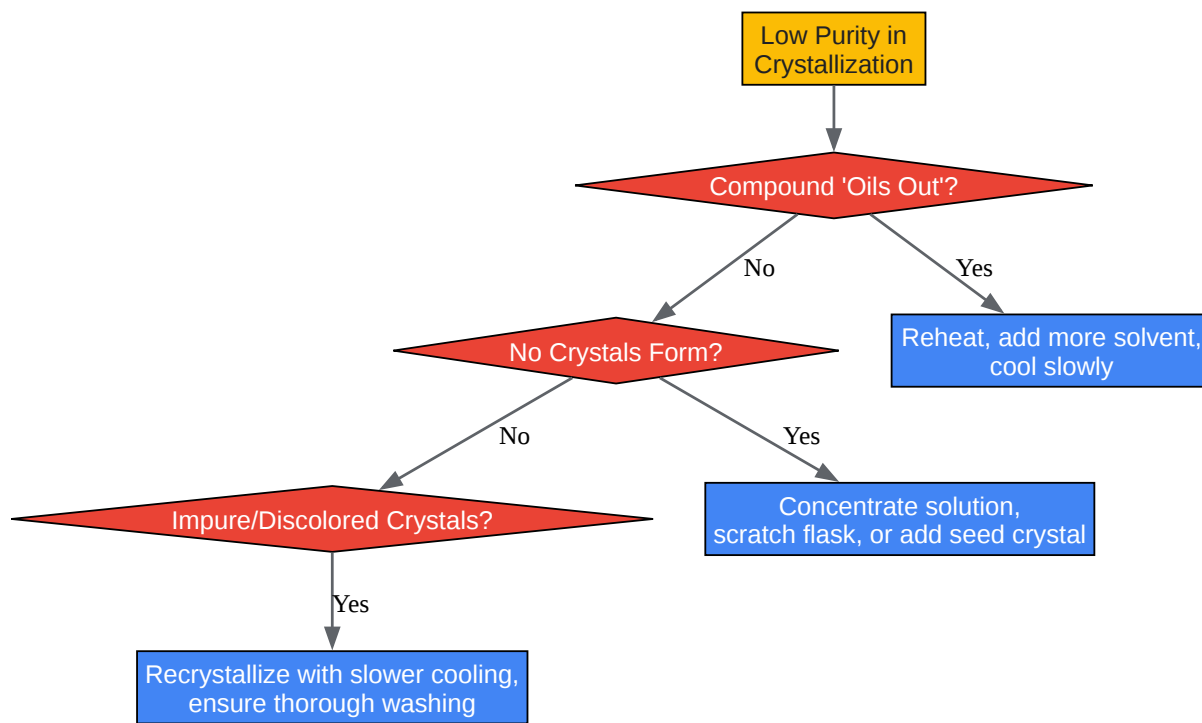 Low Purity in
Crystallization
Compound 'Oils Out'?
No
Yes
No Crystals Form?
Reheat, add more solvent,
cool slowly
No
Yes
Impure/Discolored Crystals?
Concentrate solution,
scratch flask, or add seed crystal
Yes
Recrystallize with slower cooling,
ensure thorough washing